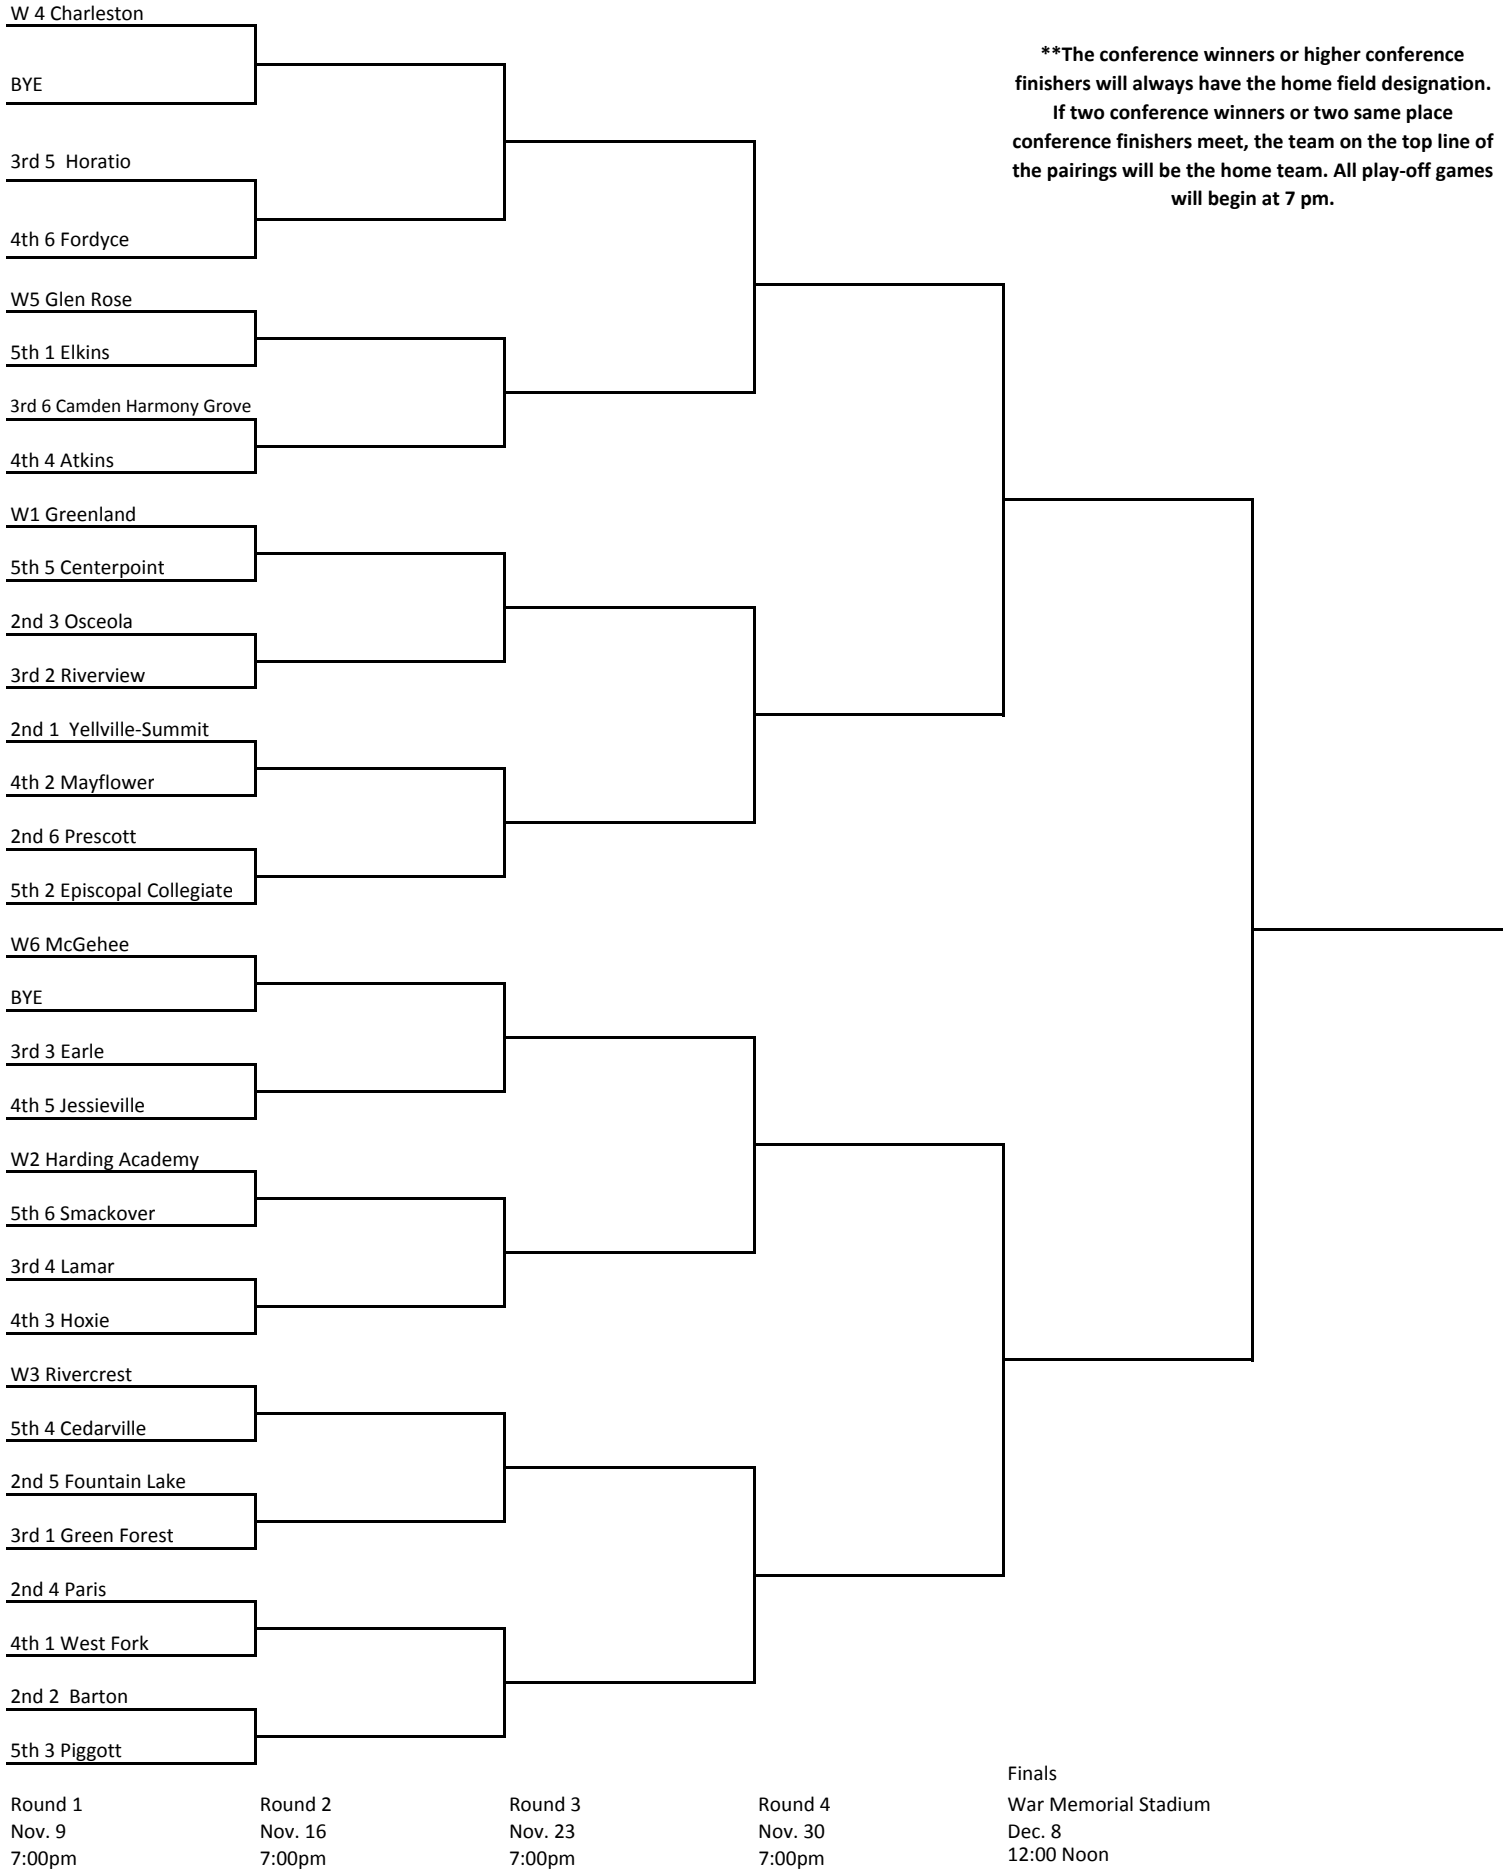 W 4 Charleston
BYE
**The conference winners or higher conference
finishers will always have the home field designation.
If two conference winners or two same place
conference finishers meet, the team on the top line of
the pairings will be the home team. All play-off games
will begin at 7 pm.
3rd 5  Horatio
4th 6 Fordyce
W5 Glen Rose
5th 1 Elkins
3rd 6 Camden Harmony Grove
4th 4 Atkins
W1 Greenland
5th 5 Centerpoint
2nd 3 Osceola
3rd 2 Riverview
2nd 1  Yellville-Summit
4th 2 Mayflower
2nd 6 Prescott
5th 2 Episcopal Collegiate
W6 McGehee
BYE
3rd 3 Earle
4th 5 Jessieville
W2 Harding Academy
5th 6 Smackover
3rd 4 Lamar
4th 3 Hoxie
W3 Rivercrest
5th 4 Cedarville
2nd 5 Fountain Lake
3rd 1 Green Forest
2nd 4 Paris
4th 1 West Fork
2nd 2  Barton
5th 3 Piggott
Round 1
Nov. 9
7:00pm
Round 2
Nov. 16
7:00pm
Round 3
Nov. 23
7:00pm
Round 4
Nov. 30
7:00pm
Finals
War Memorial Stadium
Dec. 8
12:00 Noon